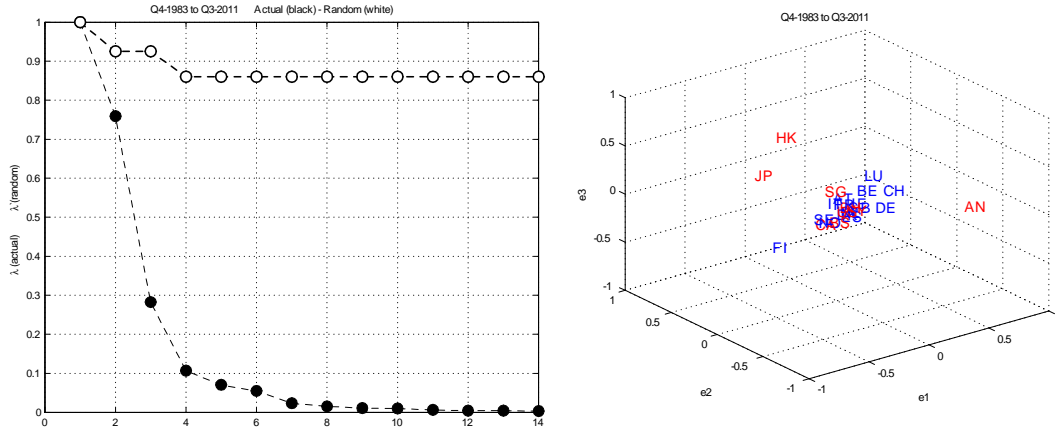 Q4-1983 to Q3-2011 Actual (black) - Random (white)
1
0.9
0.8
0.7
0.6
0.5
0.4
0.3
0.2
0.1
0
λ (actual) λ'(random)
0 2 4 6 8 10 12 14
Q4-1983 to Q3-2011
1
0.5
0
-0.5
-1
e3
HK
JP
LU
SG
BE CH
AN
DE
FI
1
0.5
0
-0.5
-1
e2
-1
-0.5
0
0.5
e1